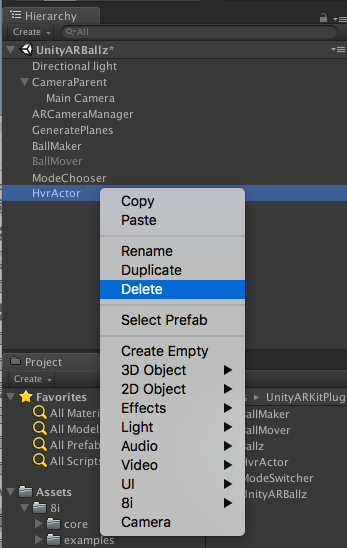 Hierarchy
Create
All
UnityARBallz*
Directional light
CameraParent
Main Camera
ARCameraManager
GeneratePlanes
BallMaker
BallMover
ModeChooser
HvrActor
Copy
Paste
Rename
Duplicate
Delete
Select Prefab
Create Empty
3D Object
2D Object
Effects
Light
Audio
Video
UI
8i
Camera
Project
Create
Favorites
All Materi
All Model
All Prefab
All Scripts
Assets
8i
core
examples
UnityARKitPlug
BallMaker
BallMover
Ballz
HvrActor
ModeSwitcher
UnityARBallz